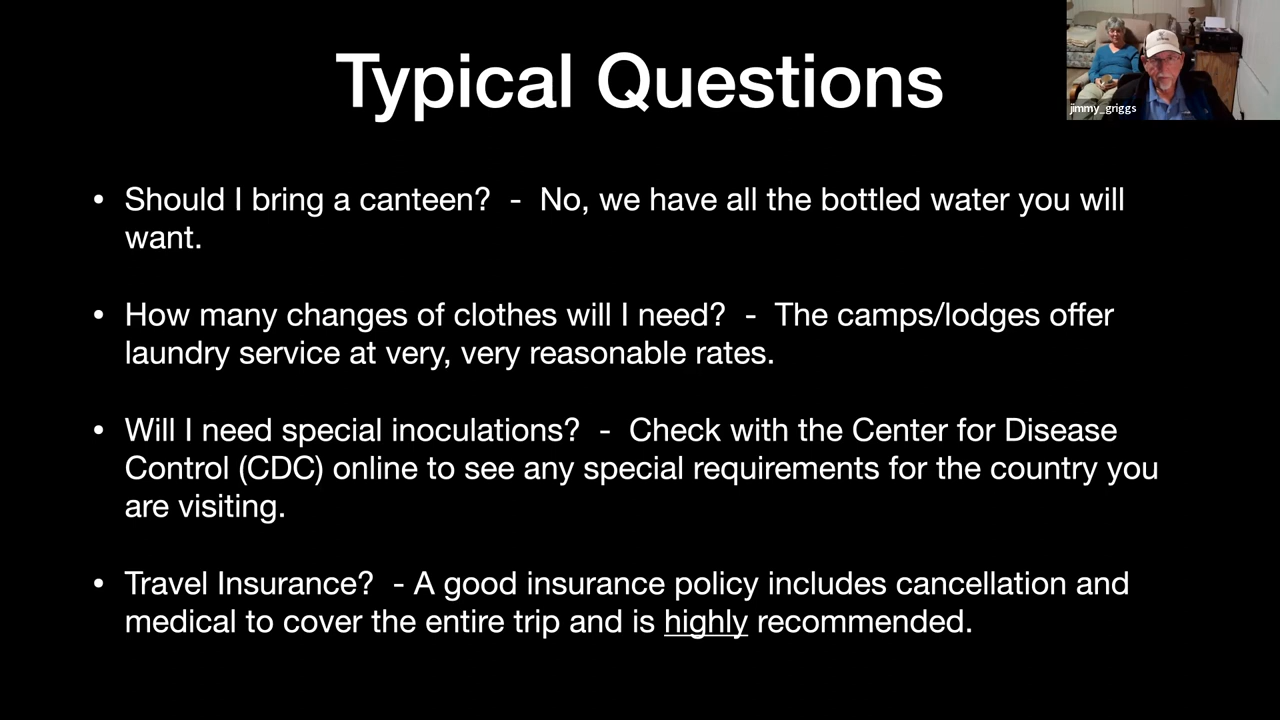 Typical Questions
jimmy_griggs
• Should I bring a canteen? - No, we have all the bottled water you will
want.
• How many changes of clothes will I need? - The camps/lodges offer
laundry service at very, very reasonable rates.
• Will I need special inoculations? - Check with the Center for Disease
Control (CDC) online to see any special requirements for the country you
are visiting.
• Travel Insurance? - A good insurance policy includes cancellation and
medical to cover the entire trip and is highly recommended.